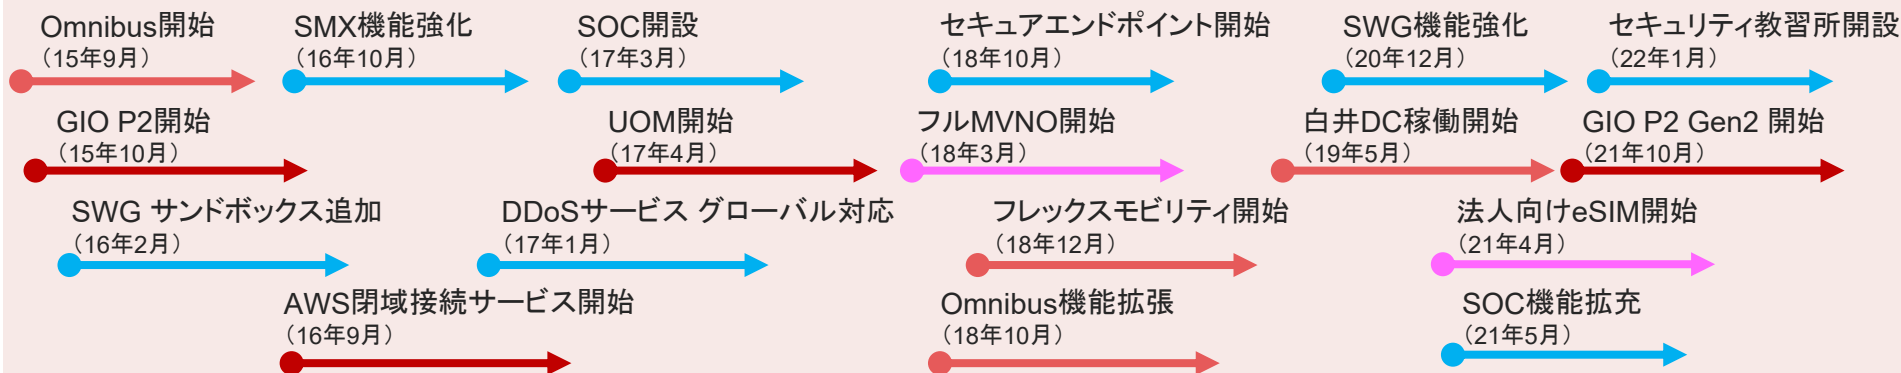 Omnibus開始
（15年9月）
SMX機能強化
（16年10月）
SOC開設
（17年3月）
セキュアエンドポイント開始
（18年10月）
SWG機能強化
（20年12月）
セキュリティ教習所開設
（22年1月）
GIO P2開始
（15年10月）
UOM開始
（17年4月）
フルMVNO開始
（18年3月）
白井DC稼働開始
（19年5月）
GIO P2 Gen2 開始
（21年10月）
SWG サンドボックス追加
（16年2月）
DDoSサービス グローバル対応
（17年1月）
フレックスモビリティ開始
（18年12月）
法人向けeSIM開始
（21年4月）
AWS閉域接続サービス開始
（16年9月）
Omnibus機能拡張
（18年10月）
SOC機能拡充
（21年5月）